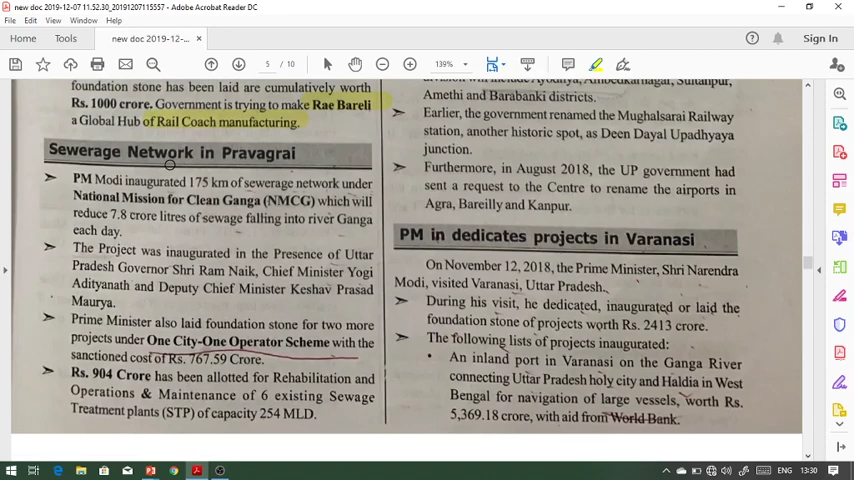 new doc 2019-12-07 11.52.30_20191207115557 - Adobe Acrobat Reader DC
File Edit View Window Help
Home Tools new doc 2019-12-... × Sign In
5 / 10 139%
foundation stone has been laid are cumulatively worth
Rs. 1000 crore. Government is trying to make Rae Bareli
a Global Hub of Rail Coach manufacturing.
Sewerage Network in Pravagrai
PM Modi inaugurated 175 km of sewerage network under
National Mission for Clean Ganga (NMCG) which will
reduce 7.8 crore litres of sewage falling into river Ganga
each day.
The Project was inaugurated in the Presence of Uttar
Pradesh Governor Shri Ram Naik, Chief Minister Yogi
Adityanath and Deputy Chief Minister Keshav Prasad
Maurya.
Prime Minister also laid foundation stone for two more
projects under One City-One Operator Scheme with the
sanctioned cost of Rs. 767.59 Crore.
Rs. 904 Crore has been allotted for Rehabilitation and
Operations & Maintenance of 6 existing Sewage
Treatment plants (STP) of capacity 254 MLD.
division will include Ayodhya, Ambedkarnagar, Sultanpur,
Amethi and Barabanki districts.
Earlier, the government renamed the Mughalsarai Railway
station, another historic spot, as Deen Dayal Upadhyaya
junction.
Furthermore, in August 2018, the UP government had
sent a request to the Centre to rename the airports in
Agra, Bareilly and Kanpur.
PM in dedicates projects in Varanasi
On November 12, 2018, the Prime Minister, Shri Narendra
Modi, visited Varanasi, Uttar Pradesh.
During his visit, he dedicated, inaugurated or laid the
foundation stone of projects worth Rs. 2413 crore.
The following lists of projects inaugurated:
• An inland port in Varanasi on the Ganga River
connecting Uttar Pradesh holy city and Haldia in West
Bengal for navigation of large vessels, worth Rs.
5,369.18 crore, with aid from World Bank.
ENG 13:30